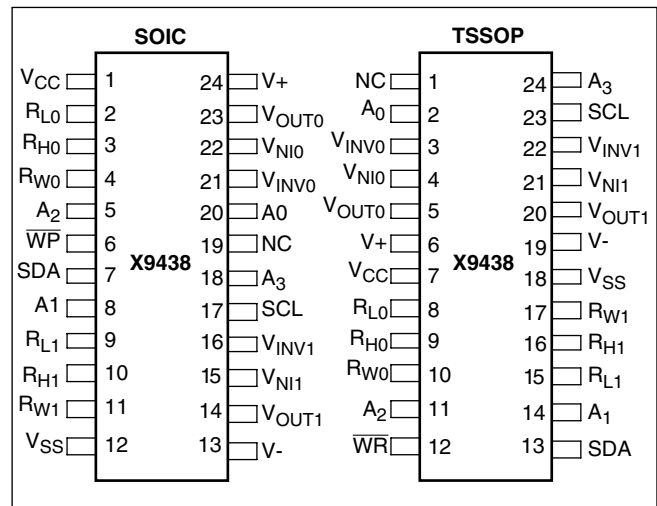 SOIC
VCC 1 24 V+
RL0 2 23 VOUT0
RH0 3 22 VNI0
RW0 4 21 VINV0
A2 5 20 A0
WP 6 19 NC
X9438
SDA 7 18 A3
A1 8 17 SCL
RL1 9 16 VINV1
RH1 10 15 VNI1
RW1 11 14 VOUT1
VSS 12 13 V-
TSSOP
NC 1 24 A3
A0 2 23 SCL
VINV0 3 22 VINV1
VNI0 4 21 VNI1
VOUT0 5 20 VOUT1
V+ 6 19 V-
X9438
VCC 7 18 VSS
RL0 8 17 RW1
RH0 9 16 RH1
RW0 10 15 RL1
A2 11 14 A1
WR 12 13 SDA